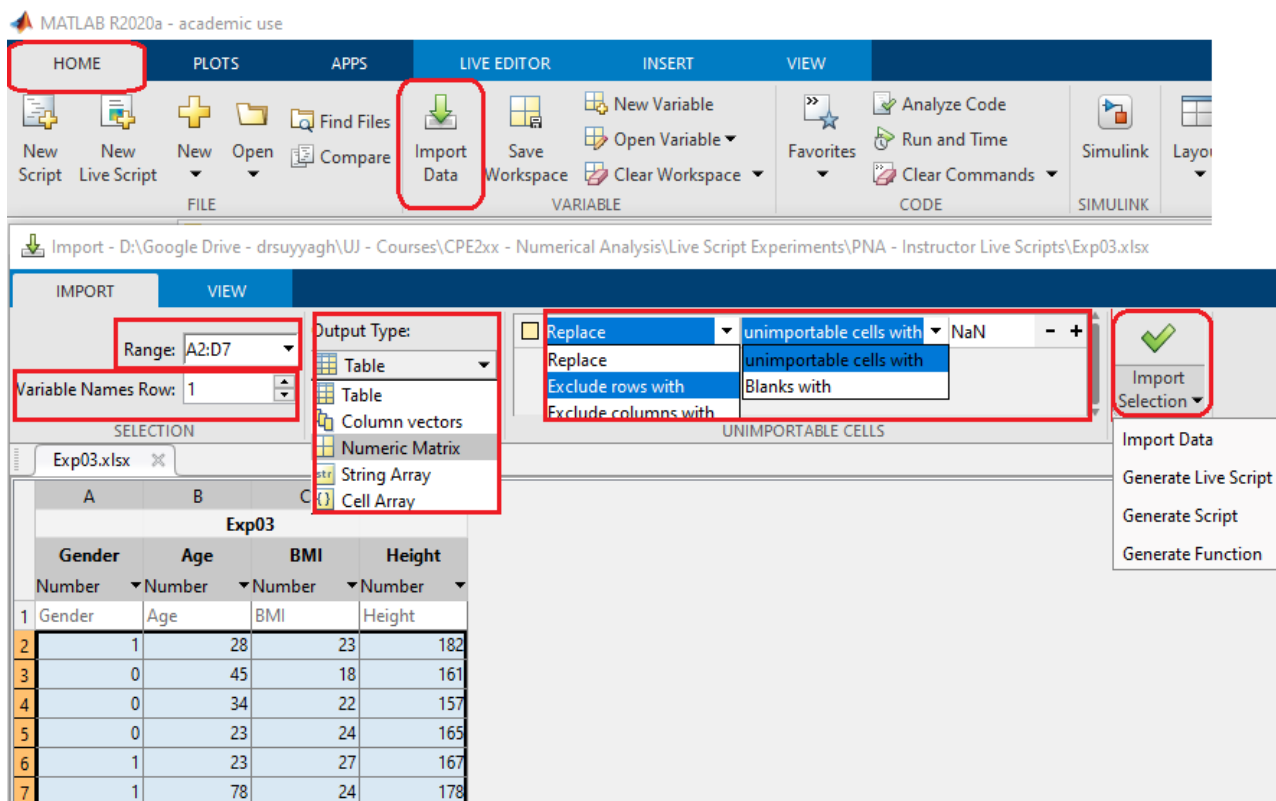 MATLAB R2020a - academic use
HOME PLOTS APPS LIVE EDITOR INSERT VIEW
New Script
New Live Script
New
Open
Find Files
Compare
FILE
Import Data
Save Workspace
New Variable
Open Variable
Clear Workspace
VARIABLE
Favorites
Analyze Code
Run and Time
Clear Commands
CODE
Simulink
SIMULINK
Layou
Import - D:\Google Drive - drsuyyagh\UJ - Courses\CPE2xx - Numerical Analysis\Live Script Experiments\PNA - Instructor Live Scripts\Exp03.xlsx
IMPORT VIEW
Range: A2:D7
Variable Names Row: 1
SELECTION
Output Type:
Table
Table
Column vectors
Numeric Matrix
str String Array
{} Cell Array
Replace unimportable cells with NaN - +
Replace unimportable cells with
Exclude rows with Blanks with
Exclude columns with
UNIMPORTABLE CELLS
Import Selection
Import Data
Generate Live Script
Generate Script
Generate Function
Exp03.xlsx
A B C
Exp03
Gender Age BMI Height
Number Number Number Number
1 Gender Age BMI Height
2 1 28 23 182
3 0 45 18 161
4 0 34 22 157
5 0 23 24 165
6 1 23 27 167
7 1 78 24 178